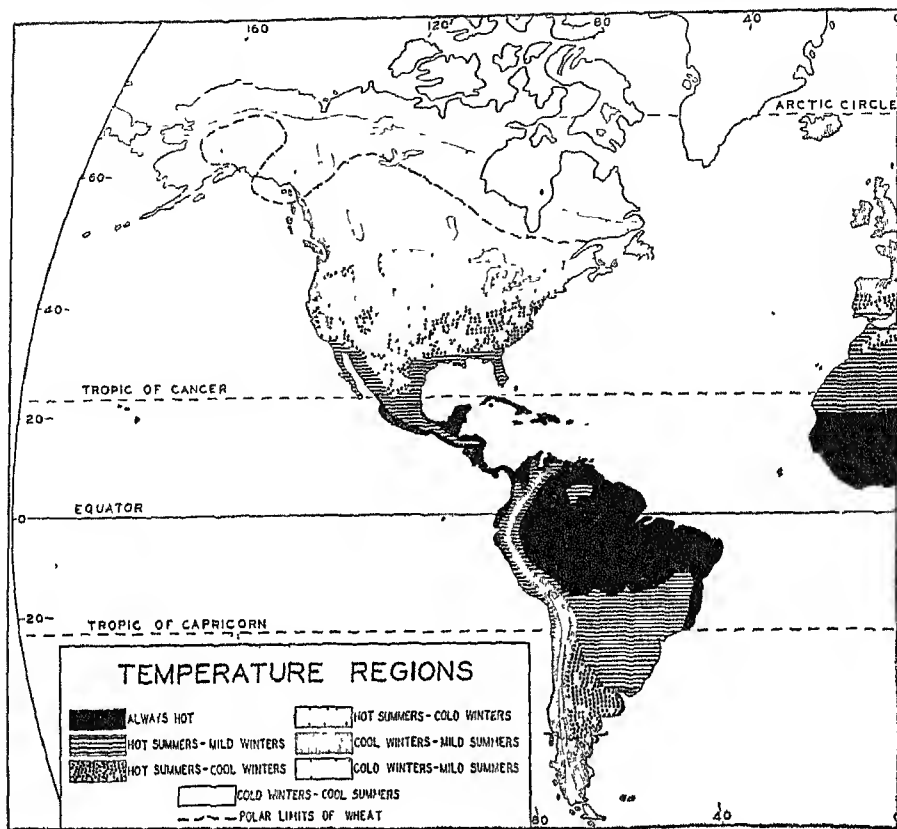 160 120 80 40 0
ARCTIC CIRCLE
60
40
TROPIC OF CANCER
20
EQUATOR
0
20
TROPIC OF CAPRICORN
TEMPERATURE REGIONS
ALWAYS HOT
HOT SUMMERS-COLD WINTERS
HOT SUMMERS-MILD WINTERS
COOL WINTERS-MILD SUMMERS
HOT SUMMERS-COOL WINTERS
COLD WINTERS-MILD SUMMERS
COLD WINTERS-COOL SUMMERS
POLAR LIMITS OF WHEAT
80 40